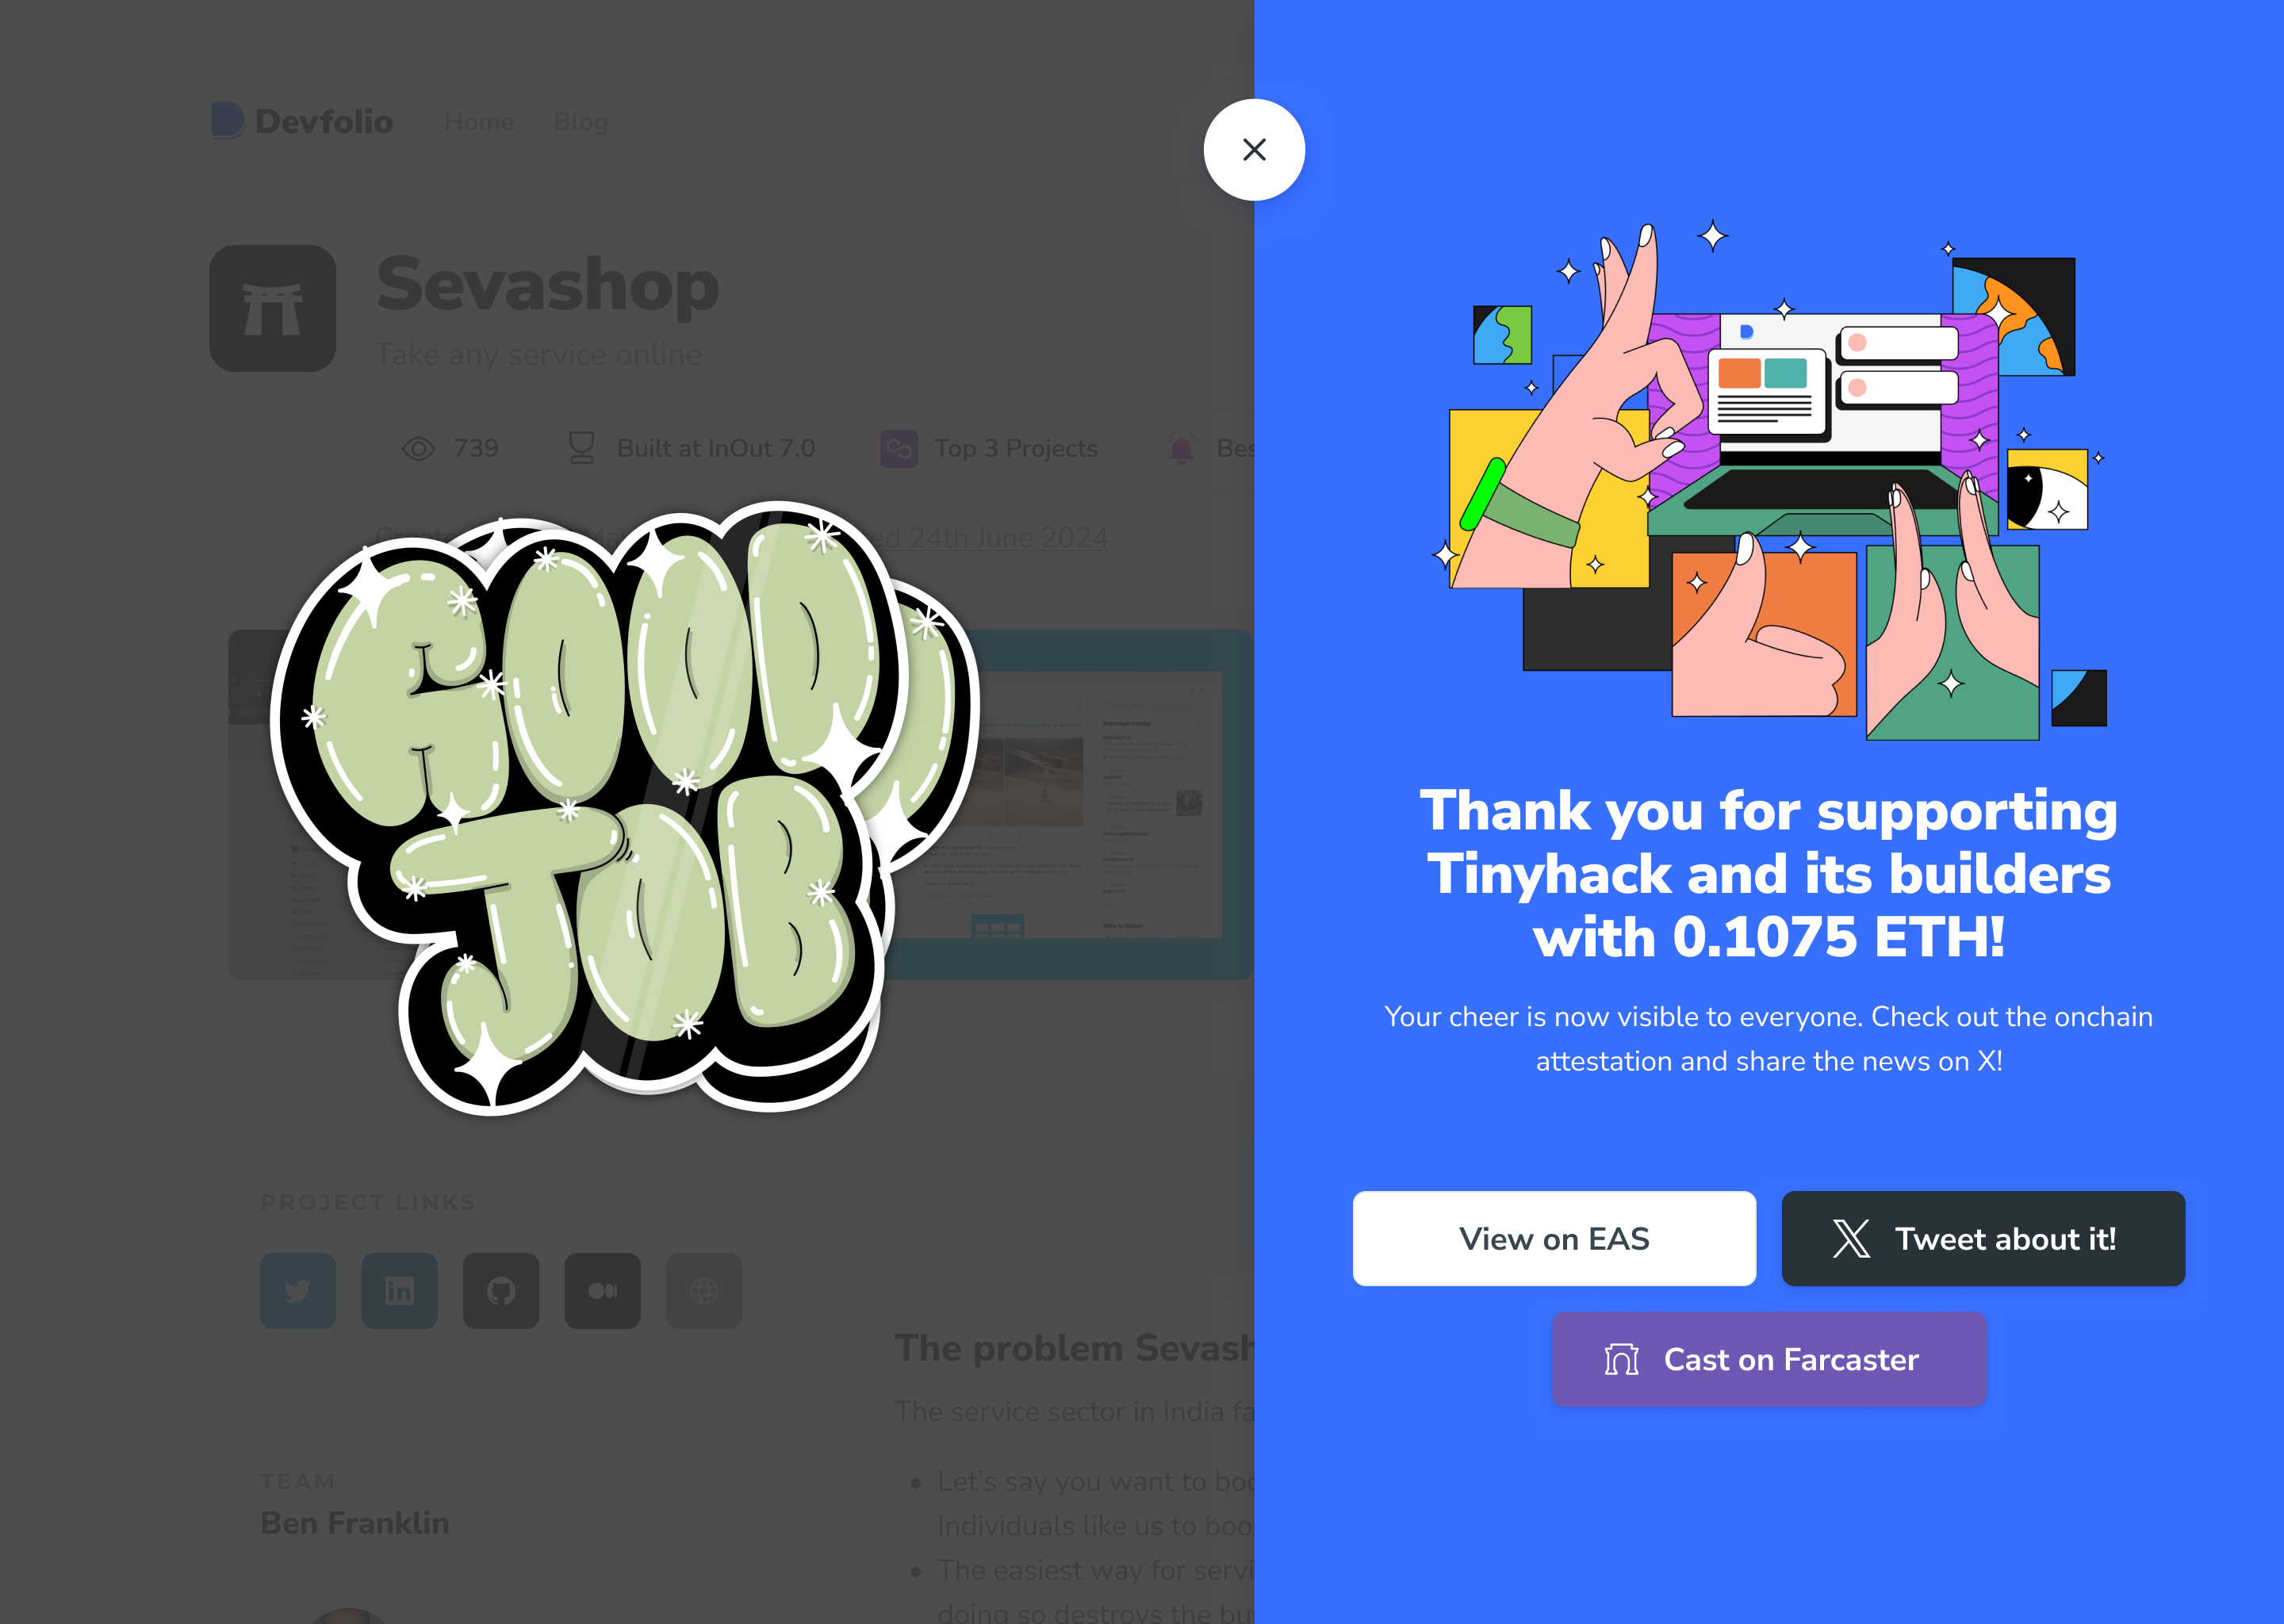 Devfolio
Home
Blog
Sevashop
Take any service online
739
Built at InOut 7.0
Top 3 Projects
Bes
ed 24th June 2024
GOOD
JOB
PROJECT LINKS
TEAM
Ben Franklin
The problem Sevash
The service sector in India fa
Let's say you want to boo
Individuals like us to boo
The easiest way for servi
doing so destroys the bu
Thank you for supporting
Tinyhack and its builders
with 0.1075 ETH!
Your cheer is now visible to everyone. Check out the onchain
attestation and share the news on X!
View on EAS
Tweet about it!
Cast on Farcaster